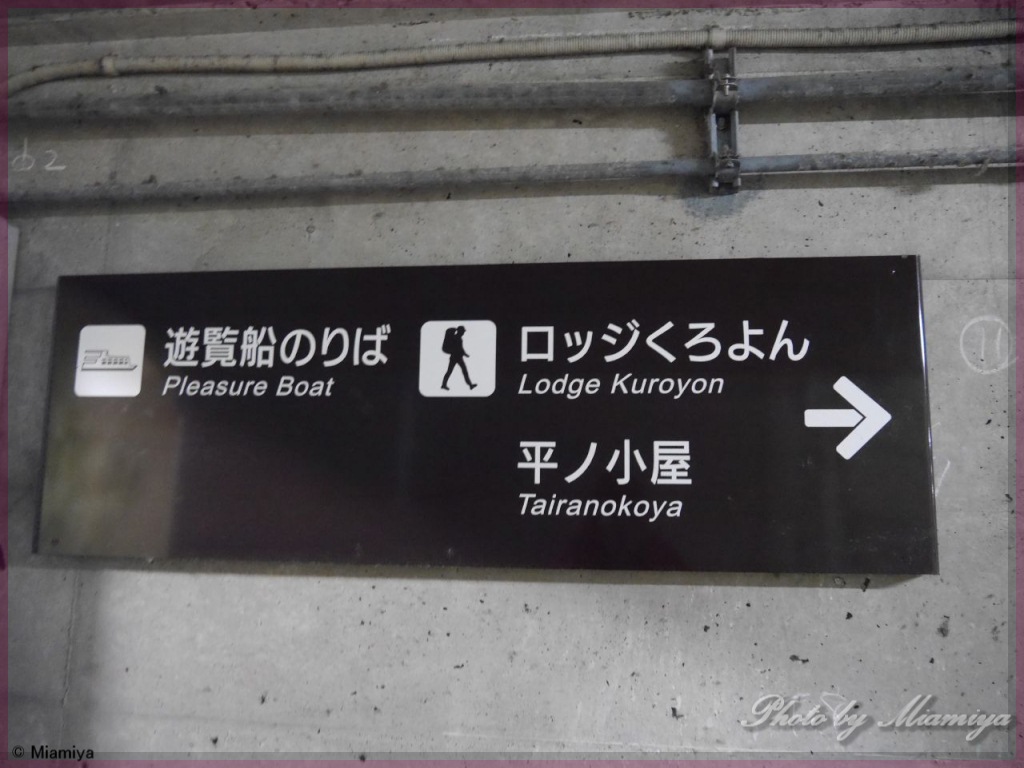 62
遊覧船のりば
Pleasure Boat
ロッジくろよん
Lodge Kuroyon
平ノ小屋
Tairanokoya
Photo by Miamiya
© Miamiya